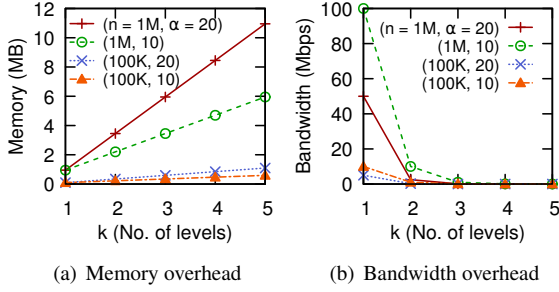 12
10
8
6
4
2
0
Memory (MB)
(n = 1M, α = 20)
(1M, 10)
(100K, 20)
(100K, 10)
1 2 3 4 5
k (No. of levels)
(a) Memory overhead
100
80
60
40
20
0
Bandwidth (Mbps)
(n = 1M, α = 20)
(1M, 10)
(100K, 20)
(100K, 10)
1 2 3 4 5
k (No. of levels)
(b) Bandwidth overhead